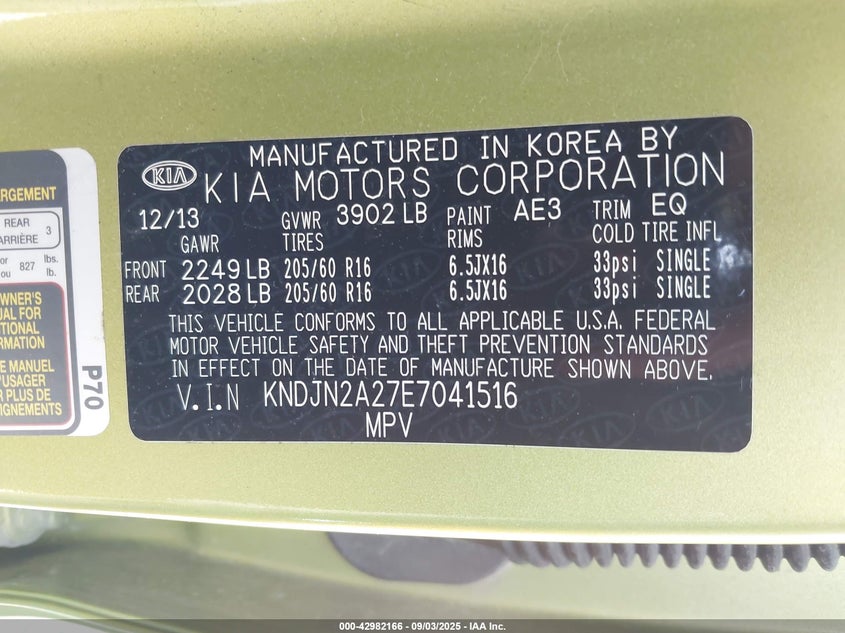 RGEMENT
REAR 3
ARRIÈRE
or 827 lbs.
ou lb.
OWNER'S
UAL FOR
TIONAL
RMATION
E MANUEL
'USAGER
R PLUS DE
P70
KIA
MANUFACTURED IN KOREA BY
KIA MOTORS CORPORATION
12/13 GVWR 3902 LB PAINT AE3 TRIM EQ
GAWR TIRES RIMS COLD TIRE INFL
FRONT 2249 LB 205/60 R16 6.5JX16 33psi SINGLE
REAR 2028 LB 205/60 R16 6.5JX16 33psi SINGLE
THIS VEHICLE CONFORMS TO ALL APPLICABLE U.S.A. FEDERAL
MOTOR VEHICLE SAFETY AND THEFT PREVENTION STANDARDS
IN EFFECT ON THE DATE OF MANUFACTURE SHOWN ABOVE.
V.I.N KNDJN2A27E7041516
MPV
000-42982166 - 09/03/2025 - IAA Inc.